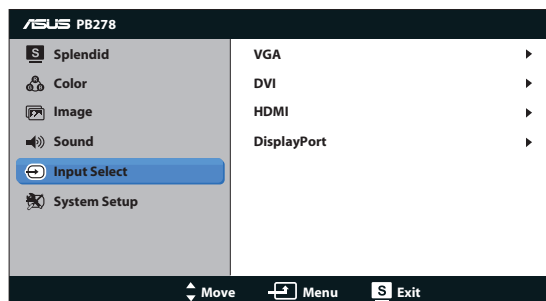 ASUS PB278
S Splendid
Color
Image
Sound
Input Select
System Setup
VGA
DVI
HDMI
DisplayPort
Move Menu S Exit